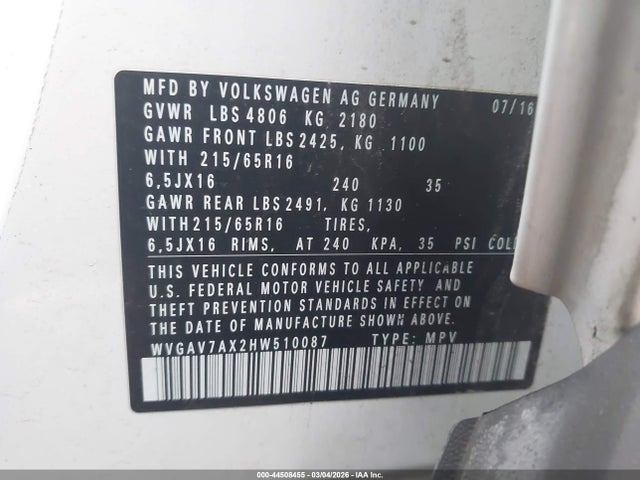 MFD BY VOLKSWAGEN AG GERMANY 07/16
GVWR LBS 4806 KG 2180
GAWR FRONT LBS 2425, KG 1100
WITH 215/65R16
6,5JX16 240 35
GAWR REAR LBS 2491, KG 1130
WITH 215/65R16 TIRES,
6,5JX16 RIMS, AT 240 KPA, 35 PSI COL
THIS VEHICLE CONFORMS TO ALL APPLICABLE
U.S. FEDERAL MOTOR VEHICLE SAFETY AND
THEFT PREVENTION STANDARDS IN EFFECT ON
THE DATE OF MANUFACTURE SHOWN ABOVE.
WVGAV7AX2HW510087 TYPE: MPV
000-44508455 - 03/04/2026 - IAAI.com